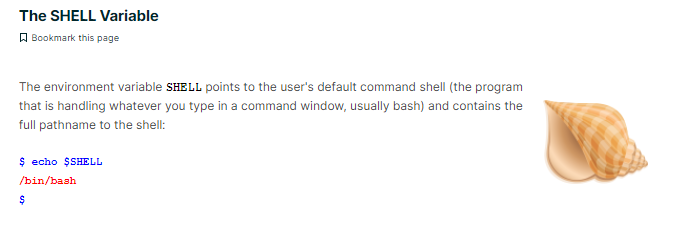 The SHELL Variable
Bookmark this page
The environment variable SHELL points to the user's default command shell (the program
that is handling whatever you type in a command window, usually bash) and contains the
full pathname to the shell:
$ echo $SHELL
/bin/bash
$